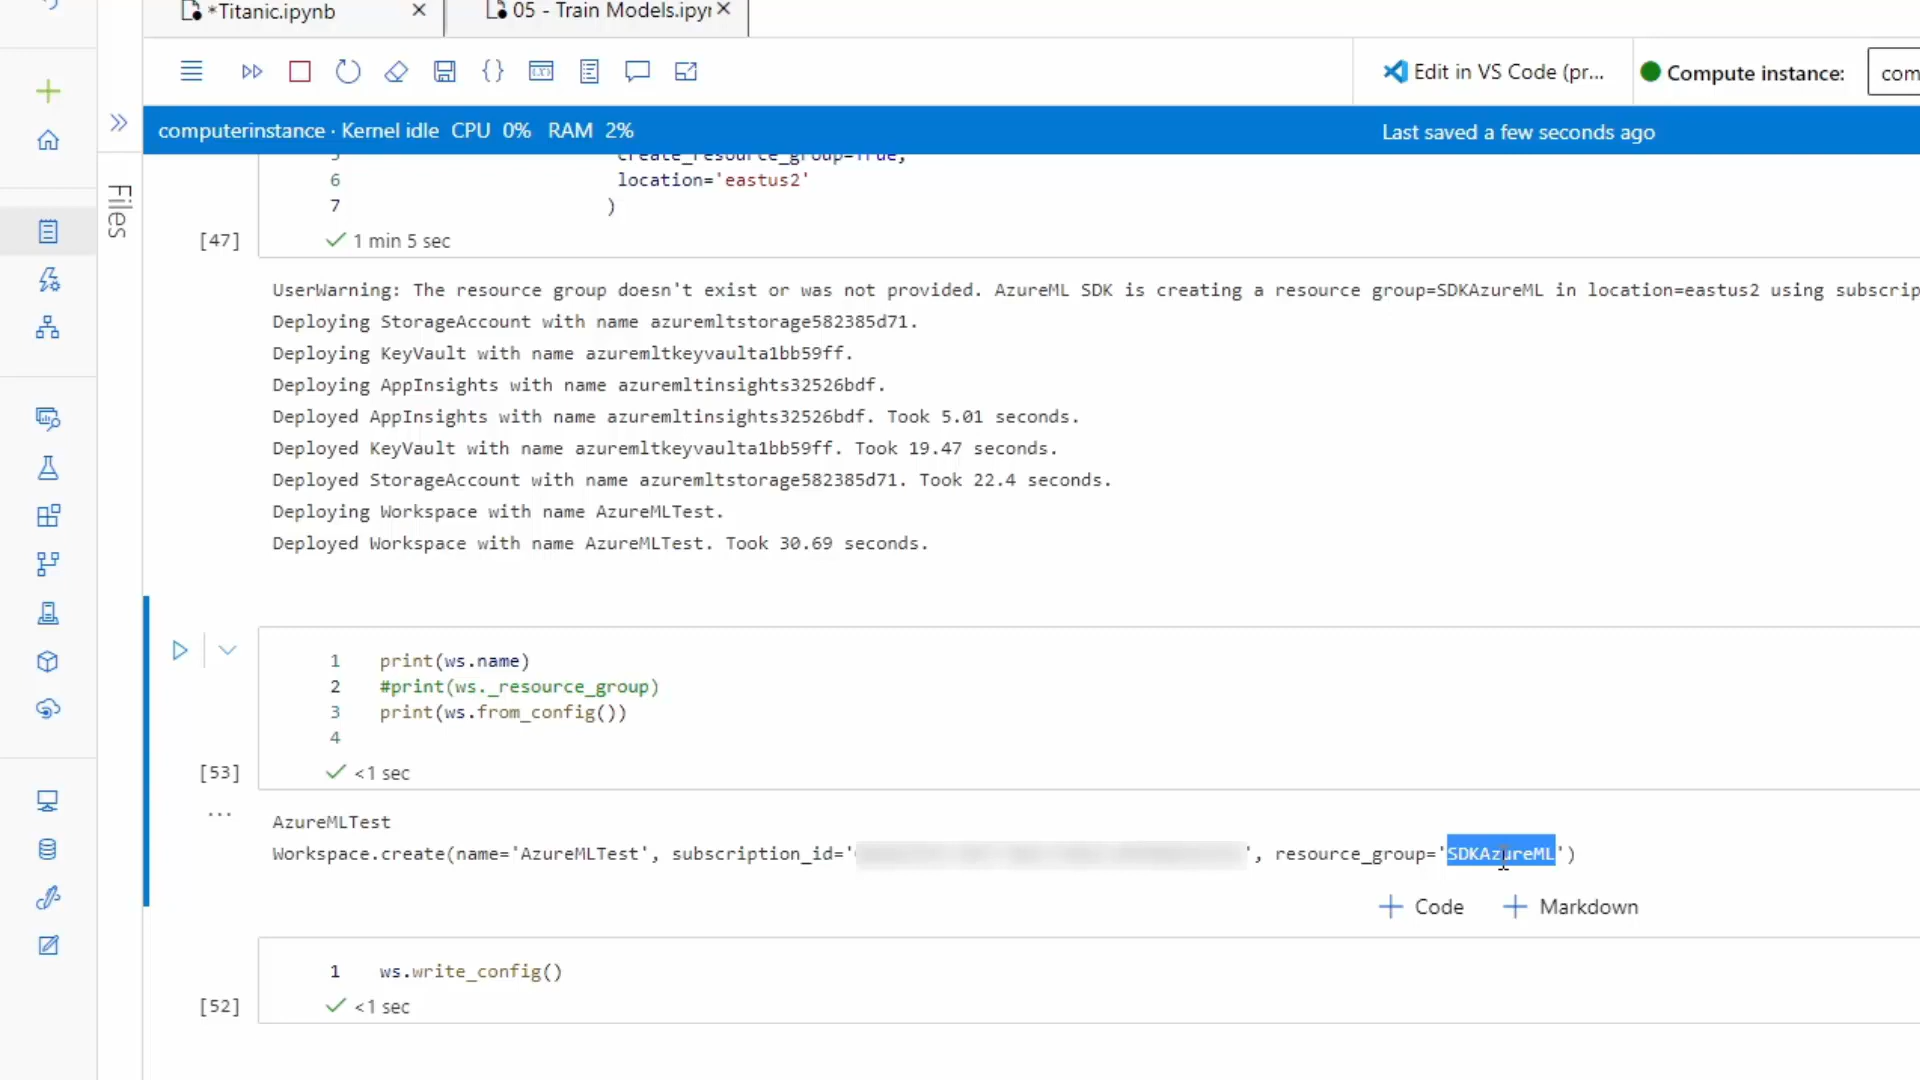 *Titanic.ipynb
05 - Train Models.ipyr
Edit in VS Code (pr...
Compute instance:
com
computerinstance · Kernel idle CPU 0% RAM 2%
Last saved a few seconds ago
Files
5 create_resource_group=True,
6 location='eastus2'
7 )
[47]
1 min 5 sec
UserWarning: The resource group doesn't exist or was not provided. AzureML SDK is creating a resource group=SDKAzureML in location=eastus2 using subscrip
Deploying StorageAccount with name azuremltstorage582385d71.
Deploying KeyVault with name azuremltkeyvaulta1bb59ff.
Deploying AppInsights with name azuremltinsights32526bdf.
Deployed AppInsights with name azuremltinsights32526bdf. Took 5.01 seconds.
Deployed KeyVault with name azuremltkeyvaulta1bb59ff. Took 19.47 seconds.
Deployed StorageAccount with name azuremltstorage582385d71. Took 22.4 seconds.
Deploying Workspace with name AzureMLTest.
Deployed Workspace with name AzureMLTest. Took 30.69 seconds.
1 print(ws.name)
2 #print(ws._resource_group)
3 print(ws.from_config())
4
[53]
<1 sec
...
AzureMLTest
Workspace.create(name='AzureMLTest', subscription_id=' ', resource_group='SDKAzureML')
Code
Markdown
1 ws.write_config()
[52]
<1 sec